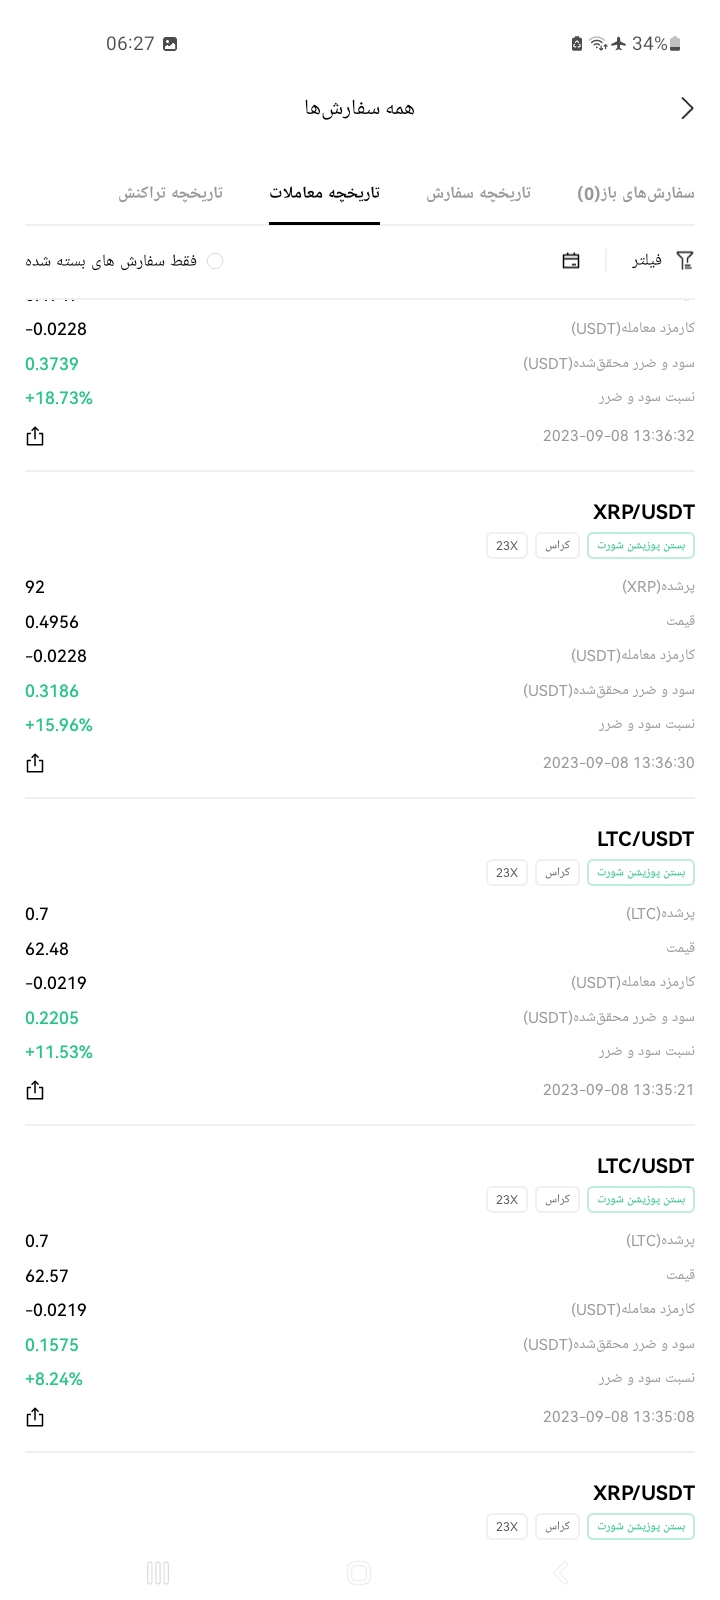 06:27 34%
همه سفارش‌ها
سفارش‌های باز(0) تاریخچه سفارش تاریخچه معاملات تاریخچه تراکنش
فیلتر فقط سفارش های بسته شده
کارمزد معامله(USDT) -0.0228
سود و ضرر محقق‌شده(USDT) 0.3739
نسبت سود و ضرر +18.73%
2023-09-08 13:36:32
XRP/USDT
بستن پوزیشن شورت کراس 23X
پرشده(XRP) 92
قیمت 0.4956
کارمزد معامله(USDT) -0.0228
سود و ضرر محقق‌شده(USDT) 0.3186
نسبت سود و ضرر +15.96%
2023-09-08 13:36:30
LTC/USDT
بستن پوزیشن شورت کراس 23X
پرشده(LTC) 0.7
قیمت 62.48
کارمزد معامله(USDT) -0.0219
سود و ضرر محقق‌شده(USDT) 0.2205
نسبت سود و ضرر +11.53%
2023-09-08 13:35:21
LTC/USDT
بستن پوزیشن شورت کراس 23X
پرشده(LTC) 0.7
قیمت 62.57
کارمزد معامله(USDT) -0.0219
سود و ضرر محقق‌شده(USDT) 0.1575
نسبت سود و ضرر +8.24%
2023-09-08 13:35:08
XRP/USDT
بستن پوزیشن شورت کراس 23X